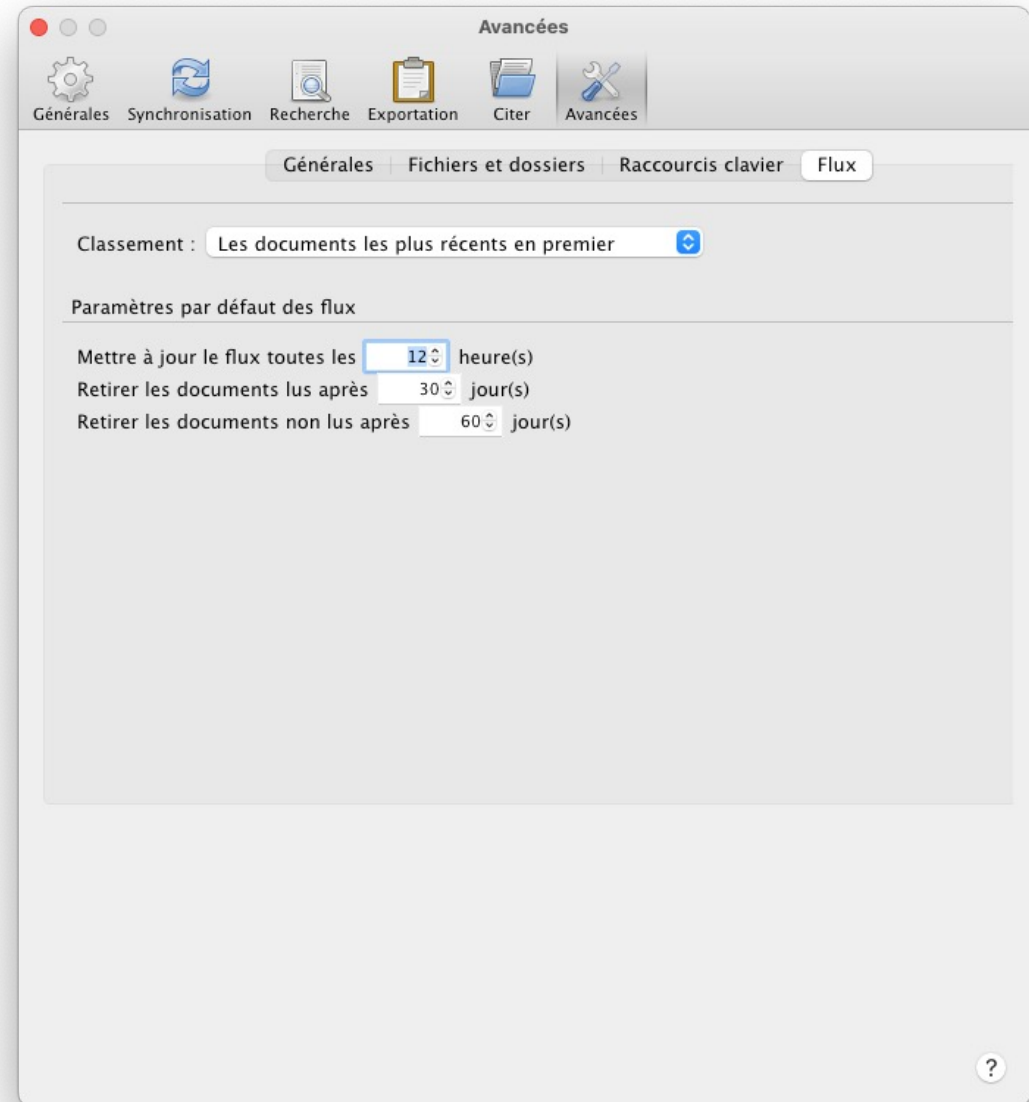 Avancées
Générales Synchronisation Recherche Exportation Citer Avancées
Générales Fichiers et dossiers Raccourcis clavier Flux
Classement : Les documents les plus récents en premier
Paramètres par défaut des flux
Mettre à jour le flux toutes les 12 heure(s)
Retirer les documents lus après 30 jour(s)
Retirer les documents non lus après 60 jour(s)
?